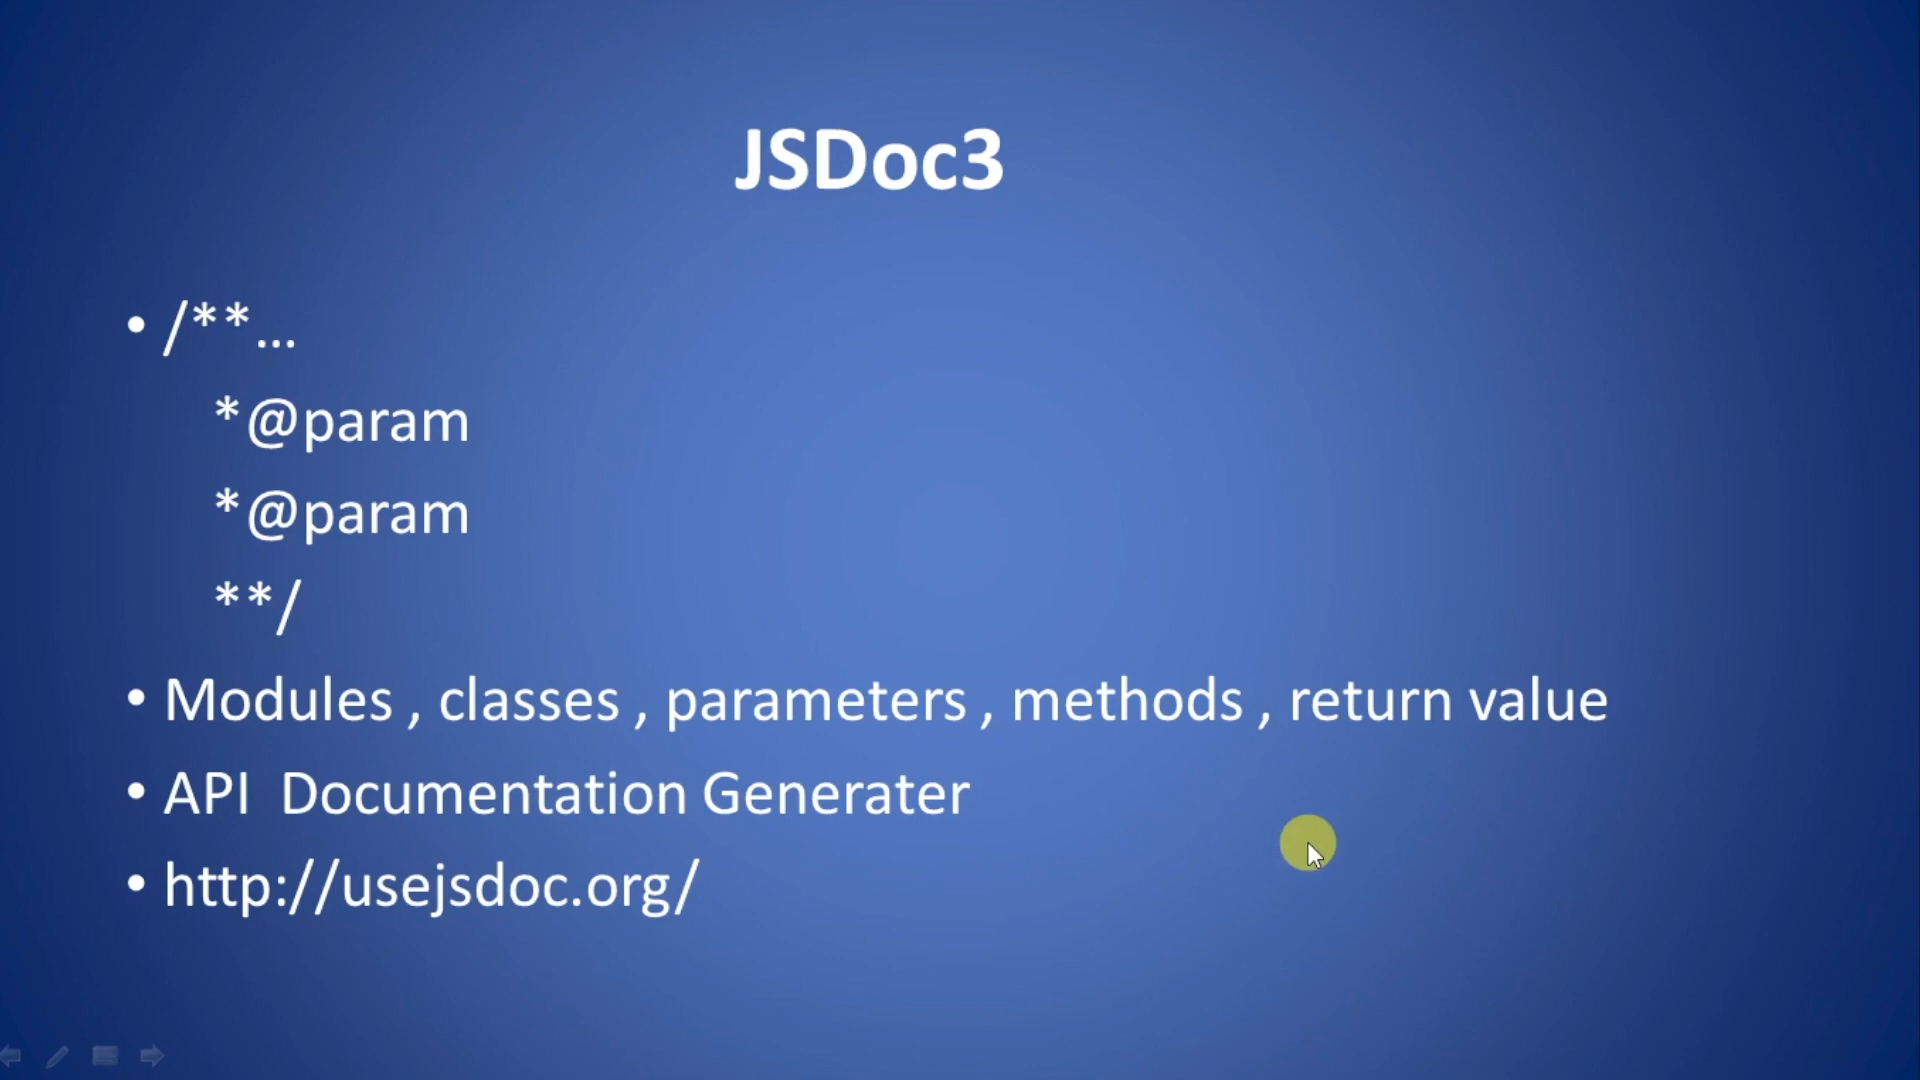 JSDoc3
• /**...
*@param
*@param
**/
• Modules , classes , parameters , methods , return value
• API  Documentation Generater
• http://usejsdoc.org/